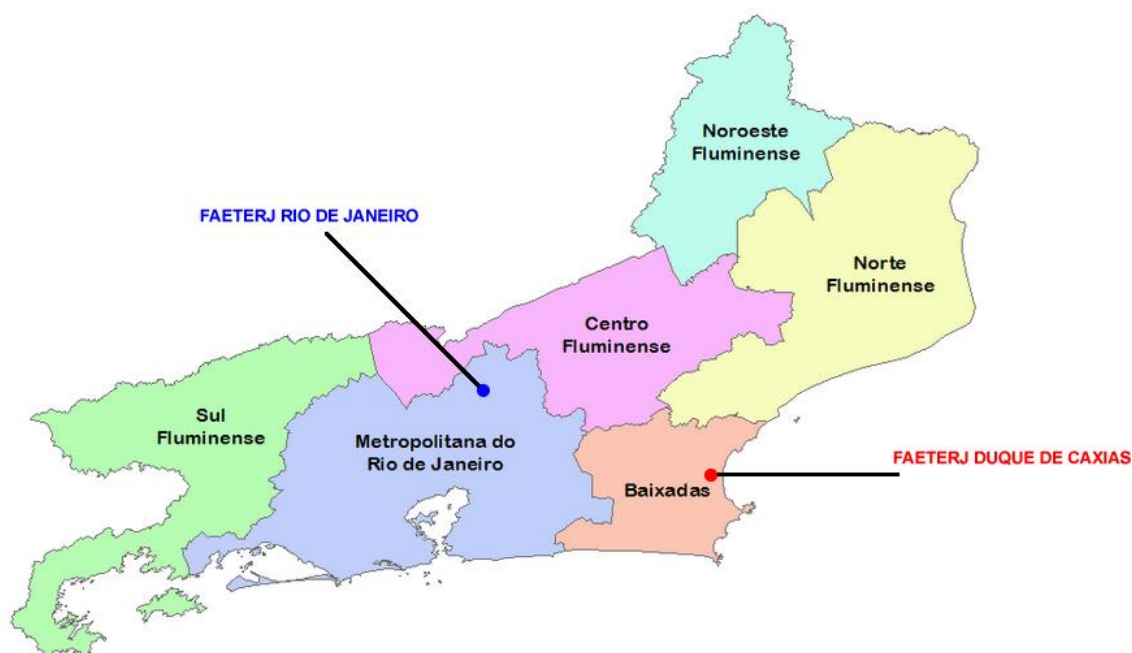 Noroeste
Fluminense
FAETERJ RIO DE JANEIRO
Norte
Fluminense
Centro
Fluminense
Sul
Fluminense
Metropolitana do
Rio de Janeiro
FAETERJ DUQUE DE CAXIAS
Baixadas